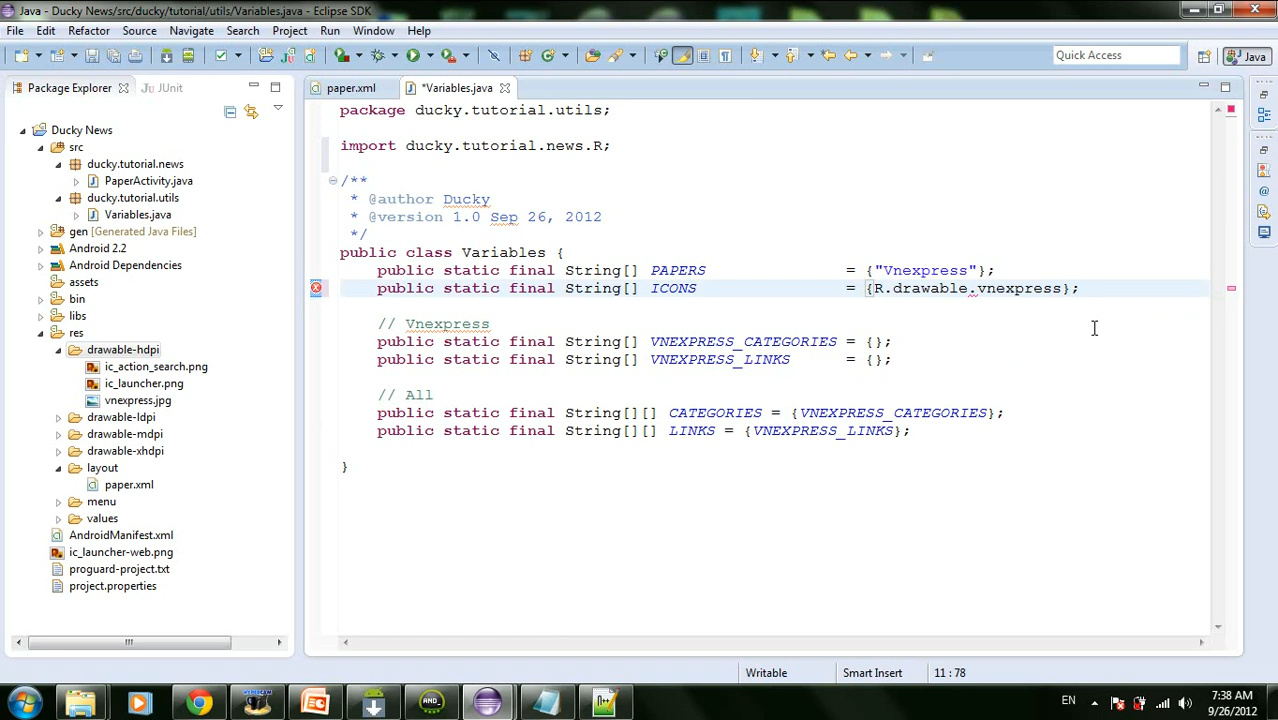 Java - Ducky News/src/ducky/tutorial/utils/Variables.java - Eclipse SDK
File Edit Refactor Source Navigate Search Project Run Window Help
Quick Access
Java
Package Explorer
JUnit
paper.xml
*Variables.java
Ducky News
src
ducky.tutorial.news
PaperActivity.java
ducky.tutorial.utils
Variables.java
gen [Generated Java Files]
Android 2.2
Android Dependencies
assets
bin
libs
res
drawable-hdpi
ic_action_search.png
ic_launcher.png
vnexpress.jpg
drawable-ldpi
drawable-mdpi
drawable-xhdpi
layout
paper.xml
menu
values
AndroidManifest.xml
ic_launcher-web.png
proguard-project.txt
project.properties
package ducky.tutorial.utils;
import ducky.tutorial.news.R;
/**
* @author Ducky
* @version 1.0 Sep 26, 2012
*/
public class Variables {
public static final String[] PAPERS = {"Vnexpress"};
public static final String[] ICONS = {R.drawable.vnexpress};
// Vnexpress
public static final String[] VNEXPRESS_CATEGORIES = {};
public static final String[] VNEXPRESS_LINKS = {};
// All
public static final String[][] CATEGORIES = {VNEXPRESS_CATEGORIES};
public static final String[][] LINKS = {VNEXPRESS_LINKS};
}
Writable
Smart Insert
11 : 78
EN
7:38 AM
9/26/2012